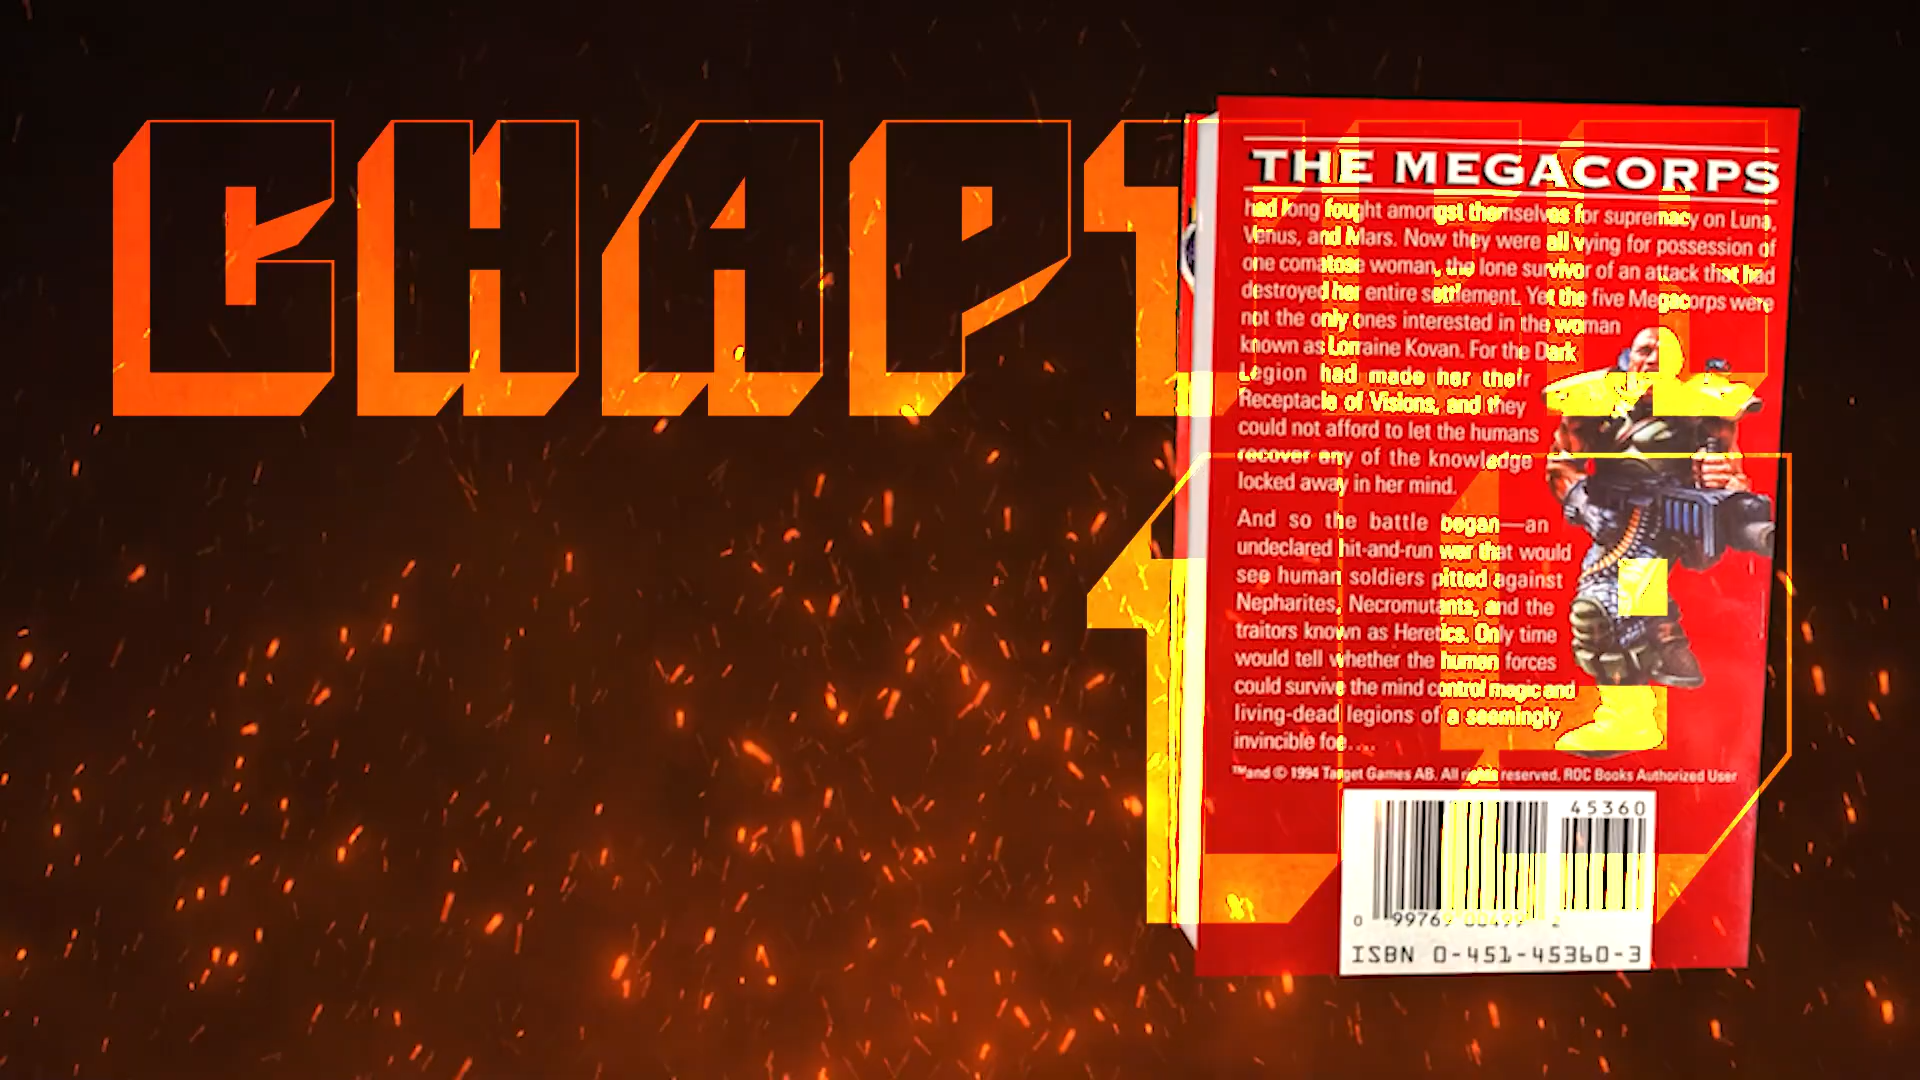 CHAPTER
10
THE MEGACORPS
had long fought amongst themselves for supremacy on Luna,
Venus, and Mars. Now they were all vying for possession of
one comatose woman, the lone survivor of an attack that had
destroyed her entire settlement. Yet the five Megacorps were
not the only ones interested in the woman
known as Lorraine Kovan. For the Dark
Legion had made her their
Receptacle of Visions, and they
could not afford to let the humans
recover any of the knowledge
locked away in her mind.
And so the battle began—an
undeclared hit-and-run war that would
see human soldiers pitted against
Nepharites, Necromutants, and the
traitors known as Heretics. Only time
would tell whether the human forces
could survive the mind control magic and
living-dead legions of a seemingly
invincible foe....
™and © 1994 Target Games AB. All rights reserved, ROC Books Authorized User
45360
0 99769 00499 2
ISBN 0-451-45360-3